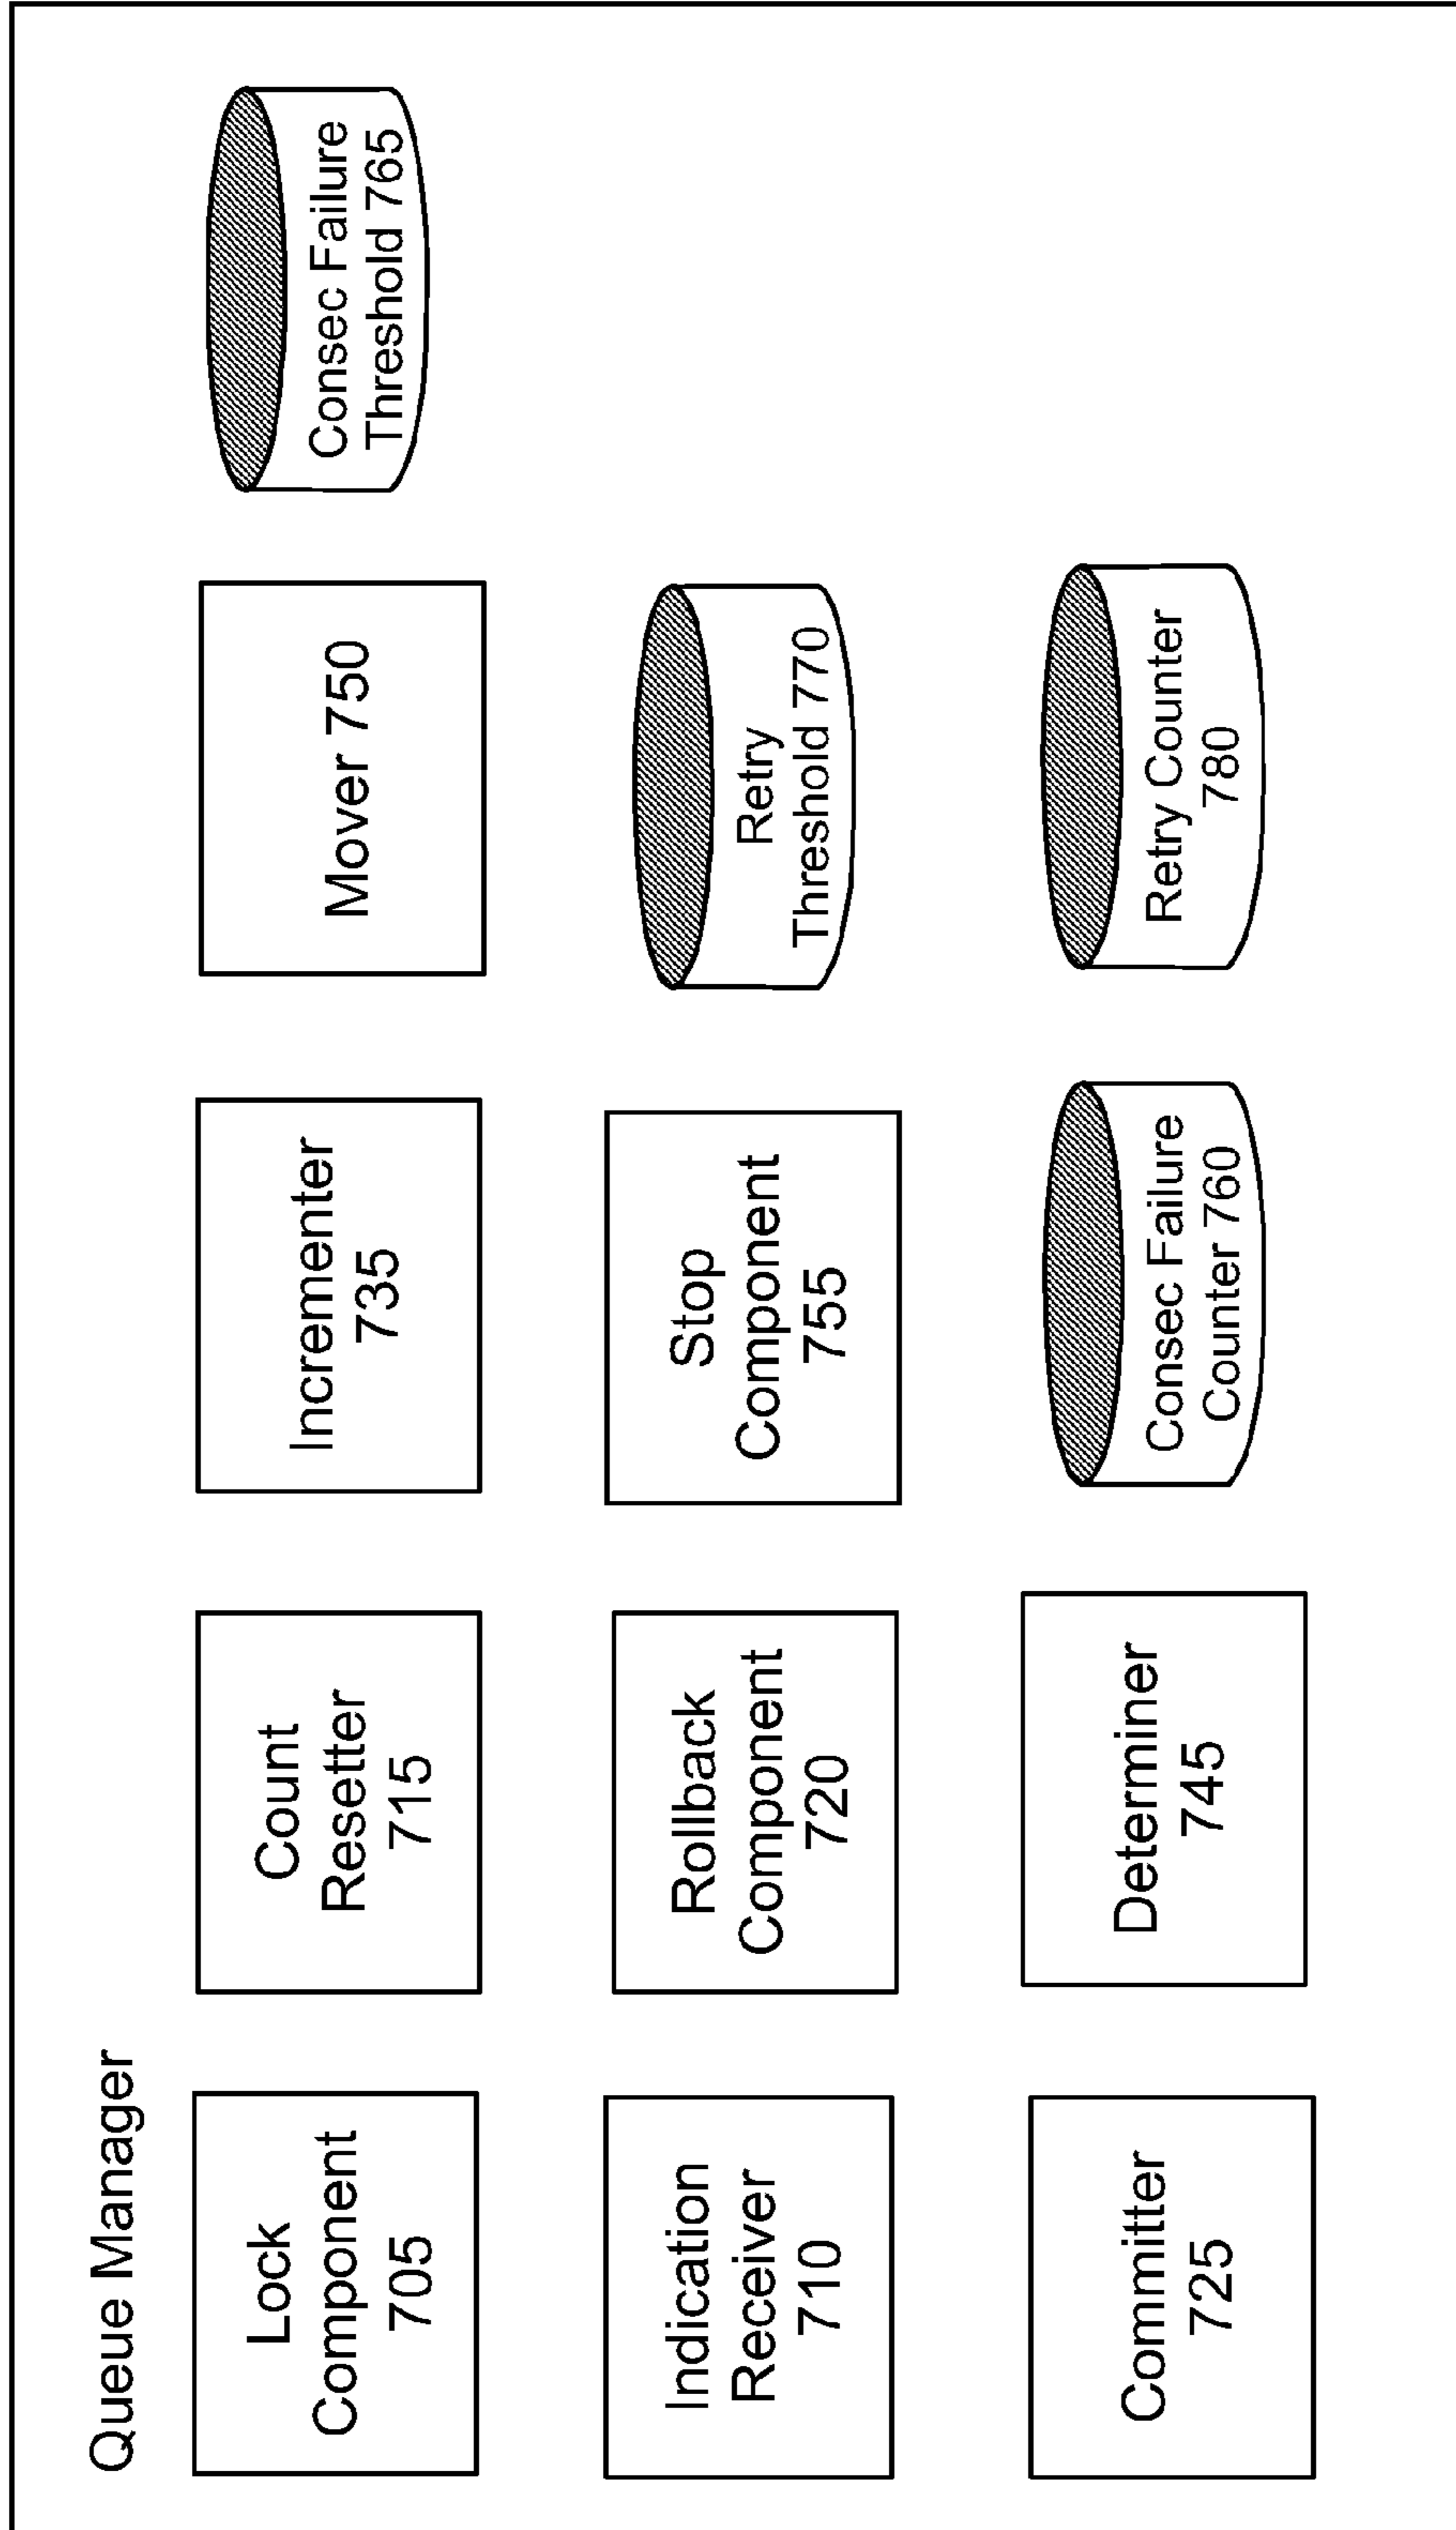 Queue Manager
Lock
Component
705
Count
Resetter
715
Incrementer
735
Mover 750
Consec Failure
Threshold 765
Indication
Receiver
710
Rollback
Component
720
Stop
Component
755
Retry
Threshold 770
Committer
725
Determiner
745
Consec Failure
Counter 760
Retry Counter
780